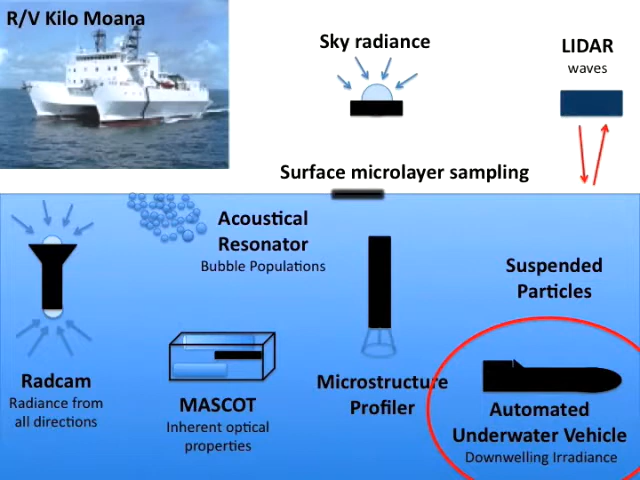 R/V Kilo Moana
Sky radiance
LIDAR
waves
Surface microlayer sampling
Acoustical
Resonator
Bubble Populations
Suspended
Particles
Radcam
Radiance from
all directions
MASCOT
Inherent optical
properties
Microstructure
Profiler
Automated
Underwater Vehicle
Downwelling Irradiance